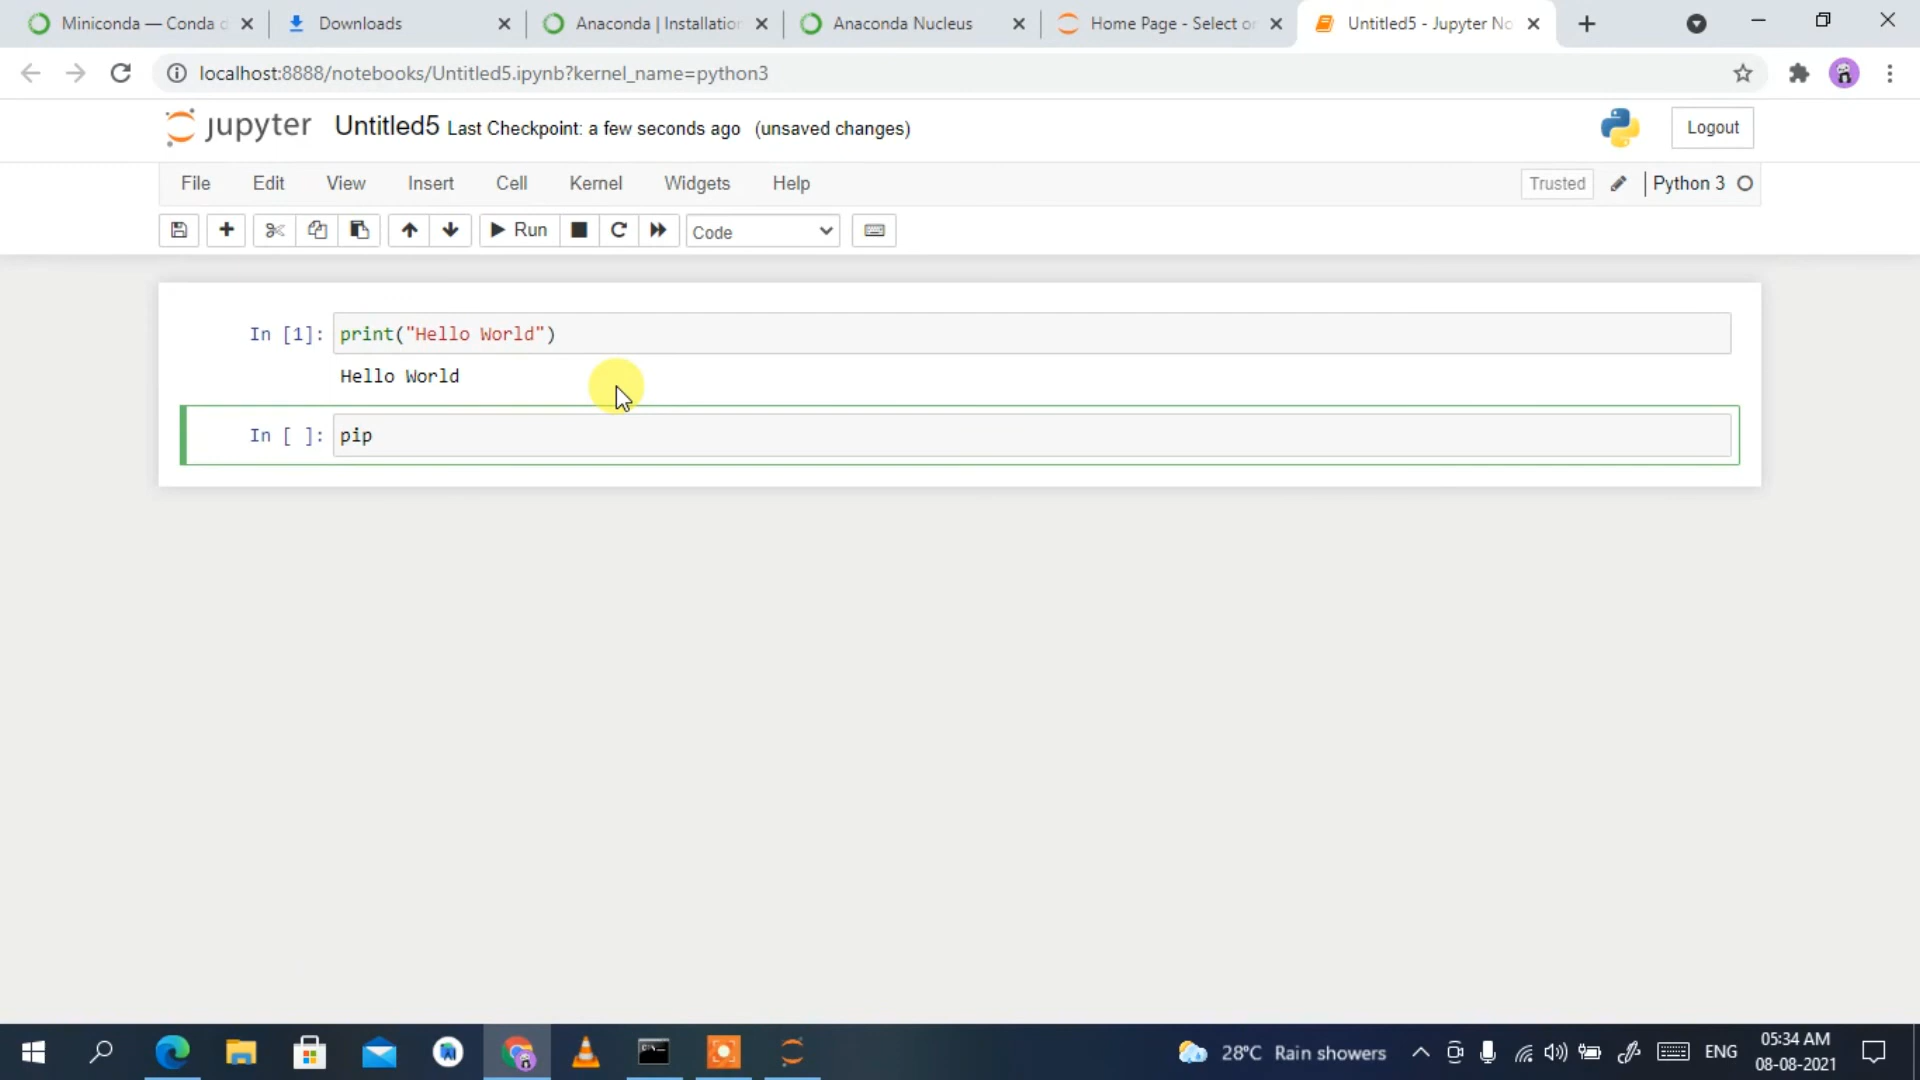 Miniconda — Conda d
Downloads
Anaconda | Installation
Anaconda Nucleus
Home Page - Select or
Untitled5 - Jupyter No
localhost:8888/notebooks/Untitled5.ipynb?kernel_name=python3
jupyter Untitled5 Last Checkpoint: a few seconds ago (unsaved changes)
Logout
File Edit View Insert Cell Kernel Widgets Help
Trusted
Python 3
Run
Code
In [1]: print("Hello World")
Hello World
In [ ]: pip
28°C Rain showers
ENG
05:34 AM
08-08-2021